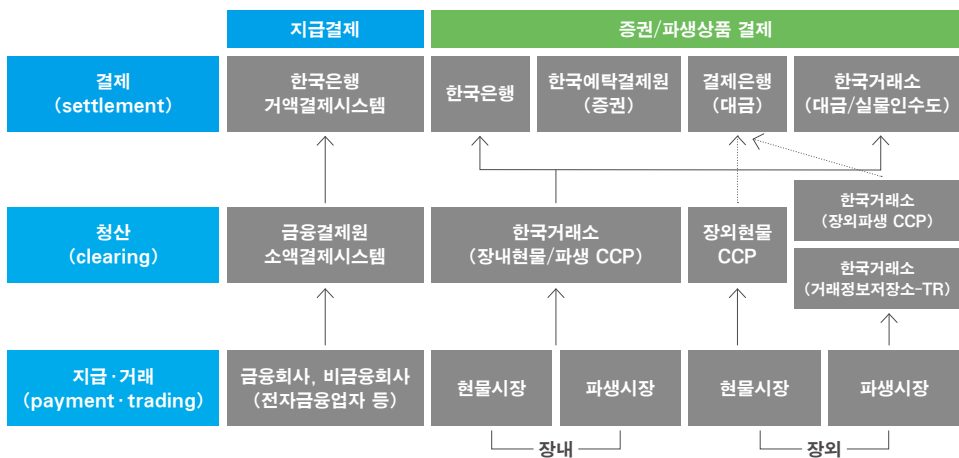 지급결제
증권/파생상품 결제
결제
(settlement)
한국은행
거액결제시스템
한국은행
한국예탁결제원
(증권)
결제은행
(대금)
한국거래소
(대금/실물인수도)
청산
(clearing)
금융결제원
소액결제시스템
한국거래소
(장내현물/파생 CCP)
장외현물
CCP
한국거래소
(장외파생 CCP)
한국거래소
(거래정보저장소-TR)
지급·거래
(payment·trading)
금융회사, 비금융회사
(전자금융업자 등)
현물시장
파생시장
현물시장
파생시장
장내
장외